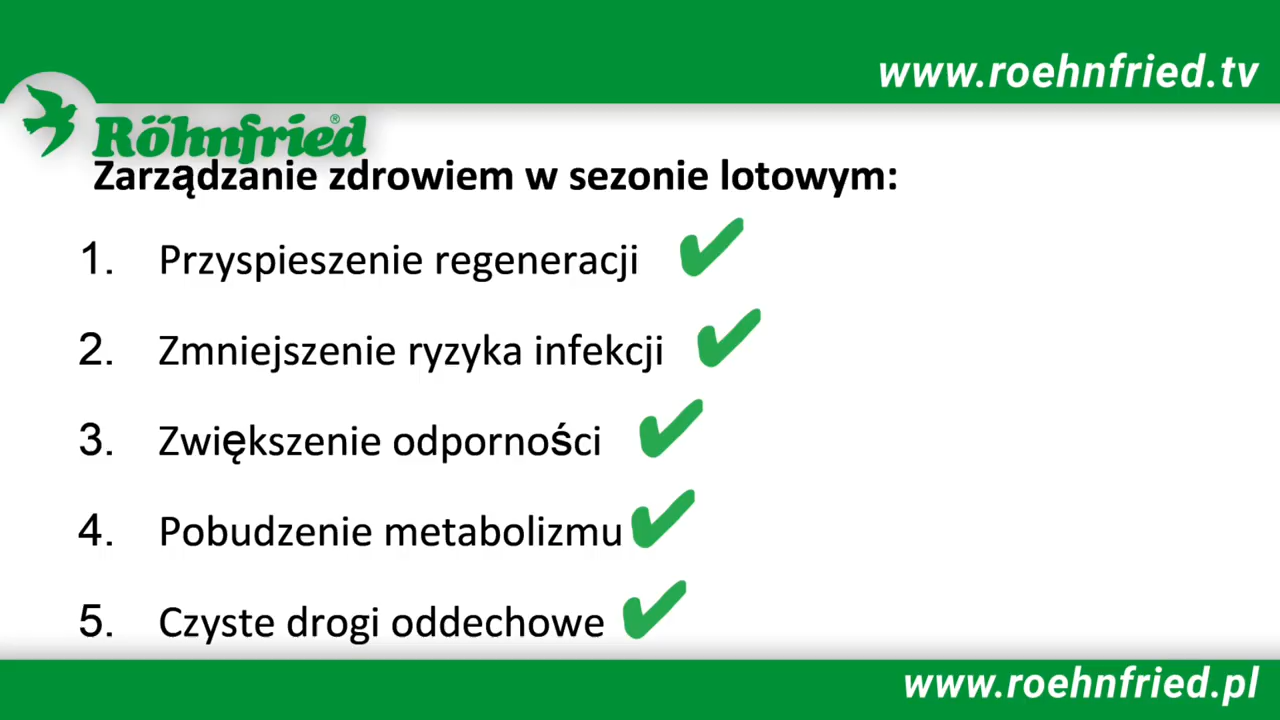 www.roehnfried.tv
Röhnfried®
Zarządzanie zdrowiem w sezonie lotowym:
1. Przyspieszenie regeneracji
2. Zmniejszenie ryzyka infekcji
3. Zwiększenie odporności
4. Pobudzenie metabolizmu
5. Czyste drogi oddechowe
www.roehnfried.pl